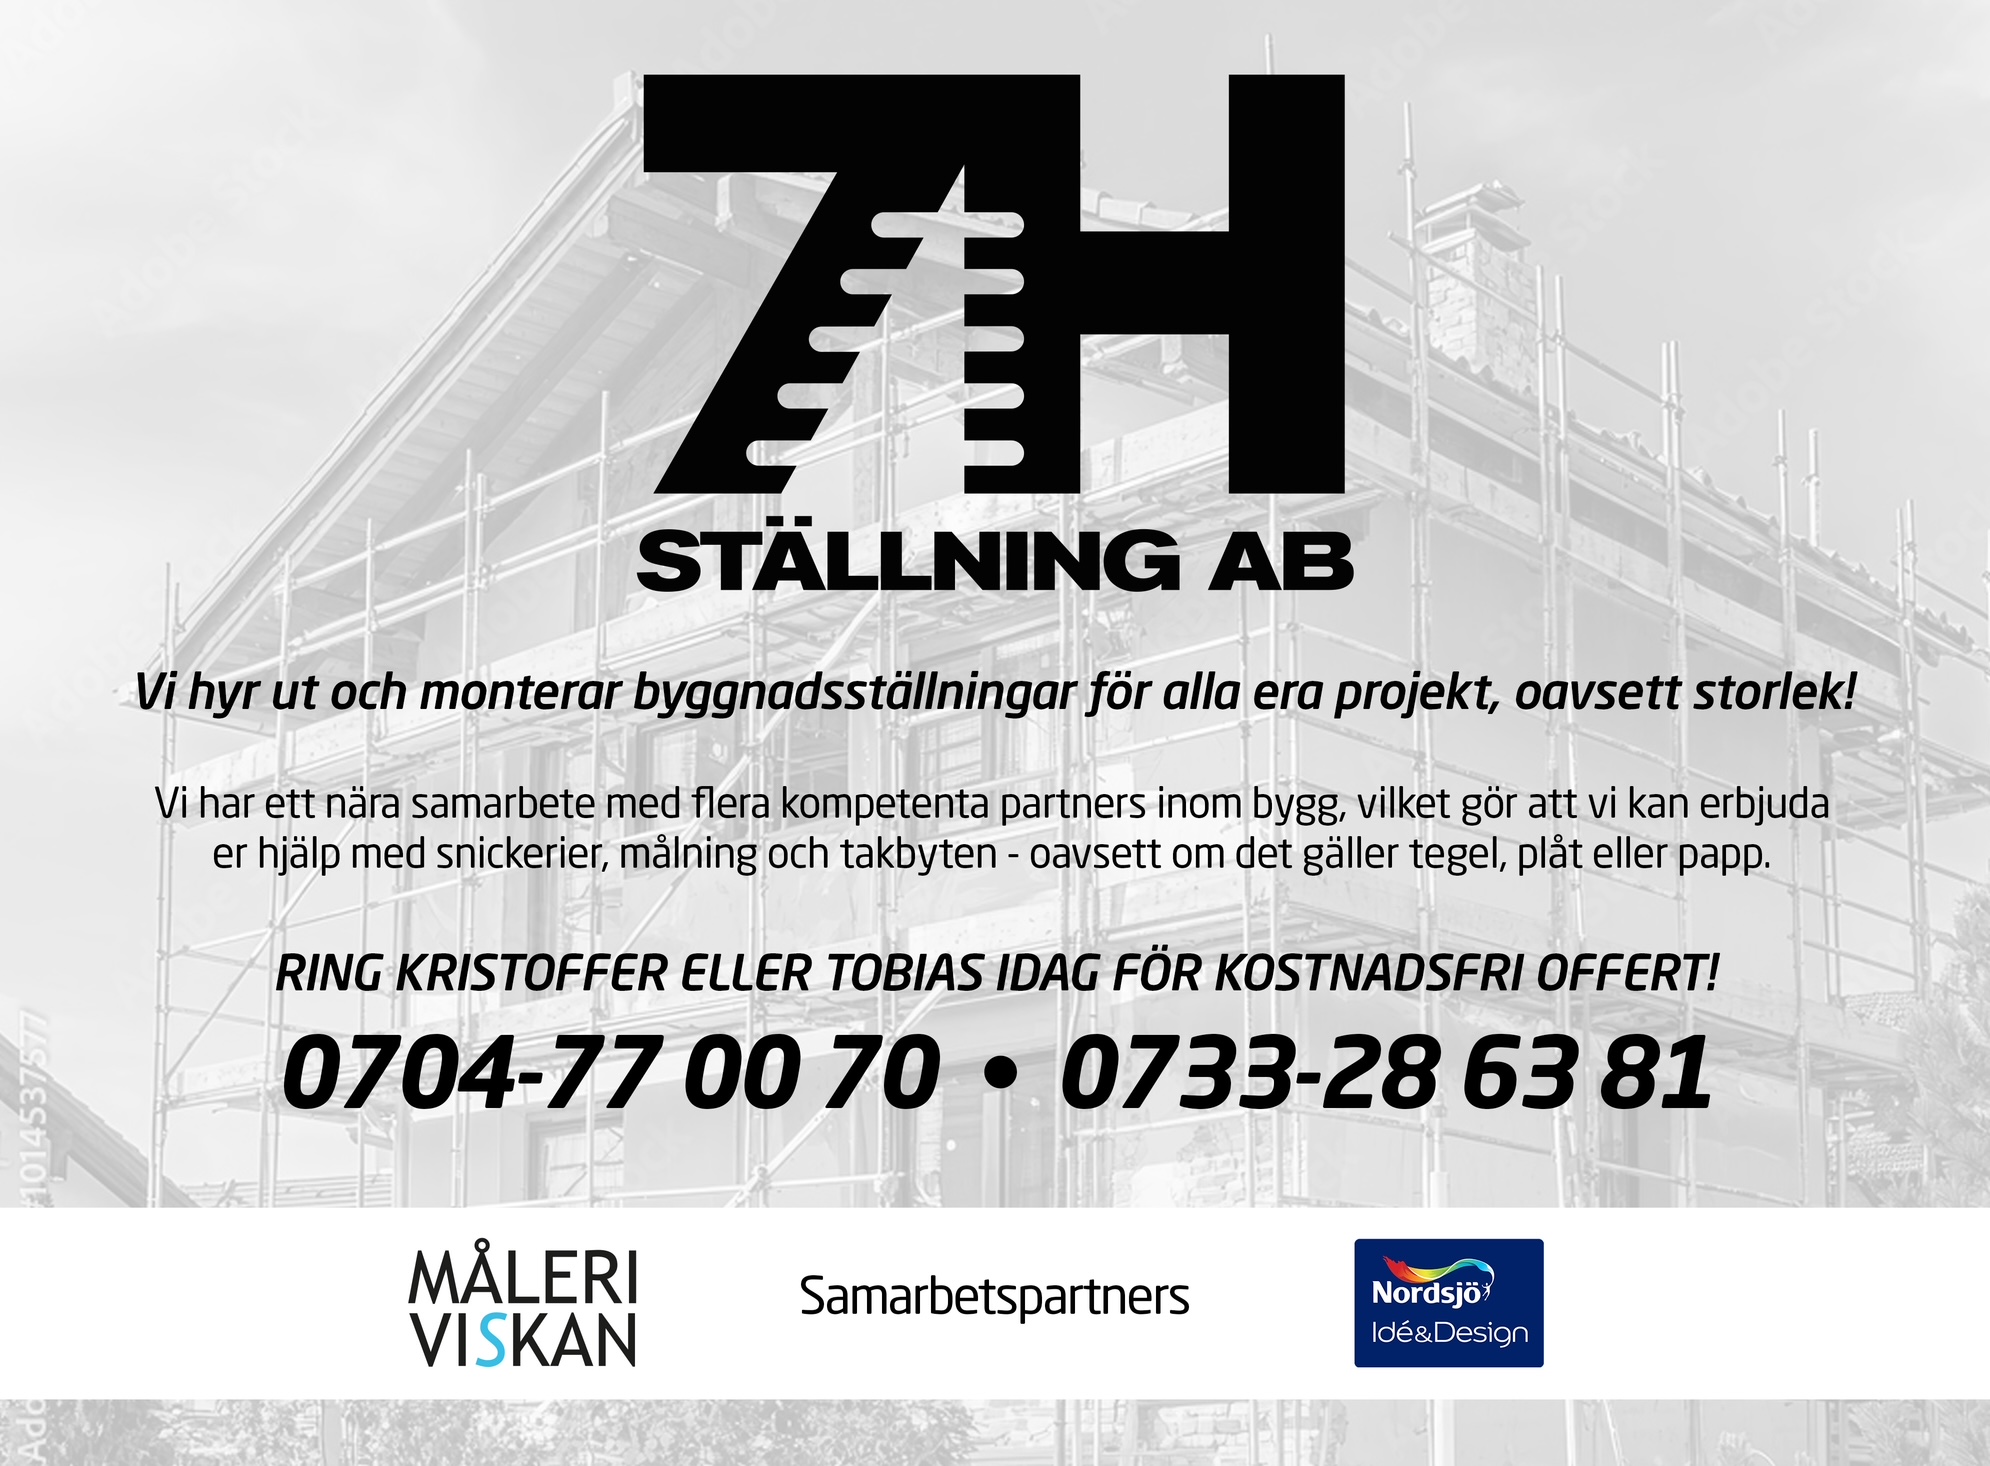 7H
STÄLLNING AB
Vi hyr ut och monterar byggnadsställningar för alla era projekt, oavsett storlek!
Vi har ett nära samarbete med flera kompetenta partners inom bygg, vilket gör att vi kan erbjuda
er hjälp med snickerier, målning och takbyten - oavsett om det gäller tegel, plåt eller papp.
RING KRISTOFFER ELLER TOBIAS IDAG FÖR KOSTNADSFRI OFFERT!
0704-77 00 70 • 0733-28 63 81
MÅLERI
VISKAN
Samarbetspartners
Nordsjö
Idé&Design
Adobe Stock
#1014537577